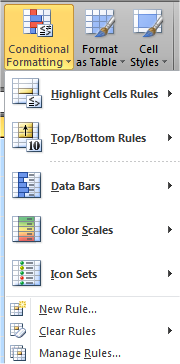 Conditional Formatting
Format as Table
Cell Styles
Highlight Cells Rules
Top/Bottom Rules
10
Data Bars
Color Scales
Icon Sets
New Rule...
Clear Rules
Manage Rules...